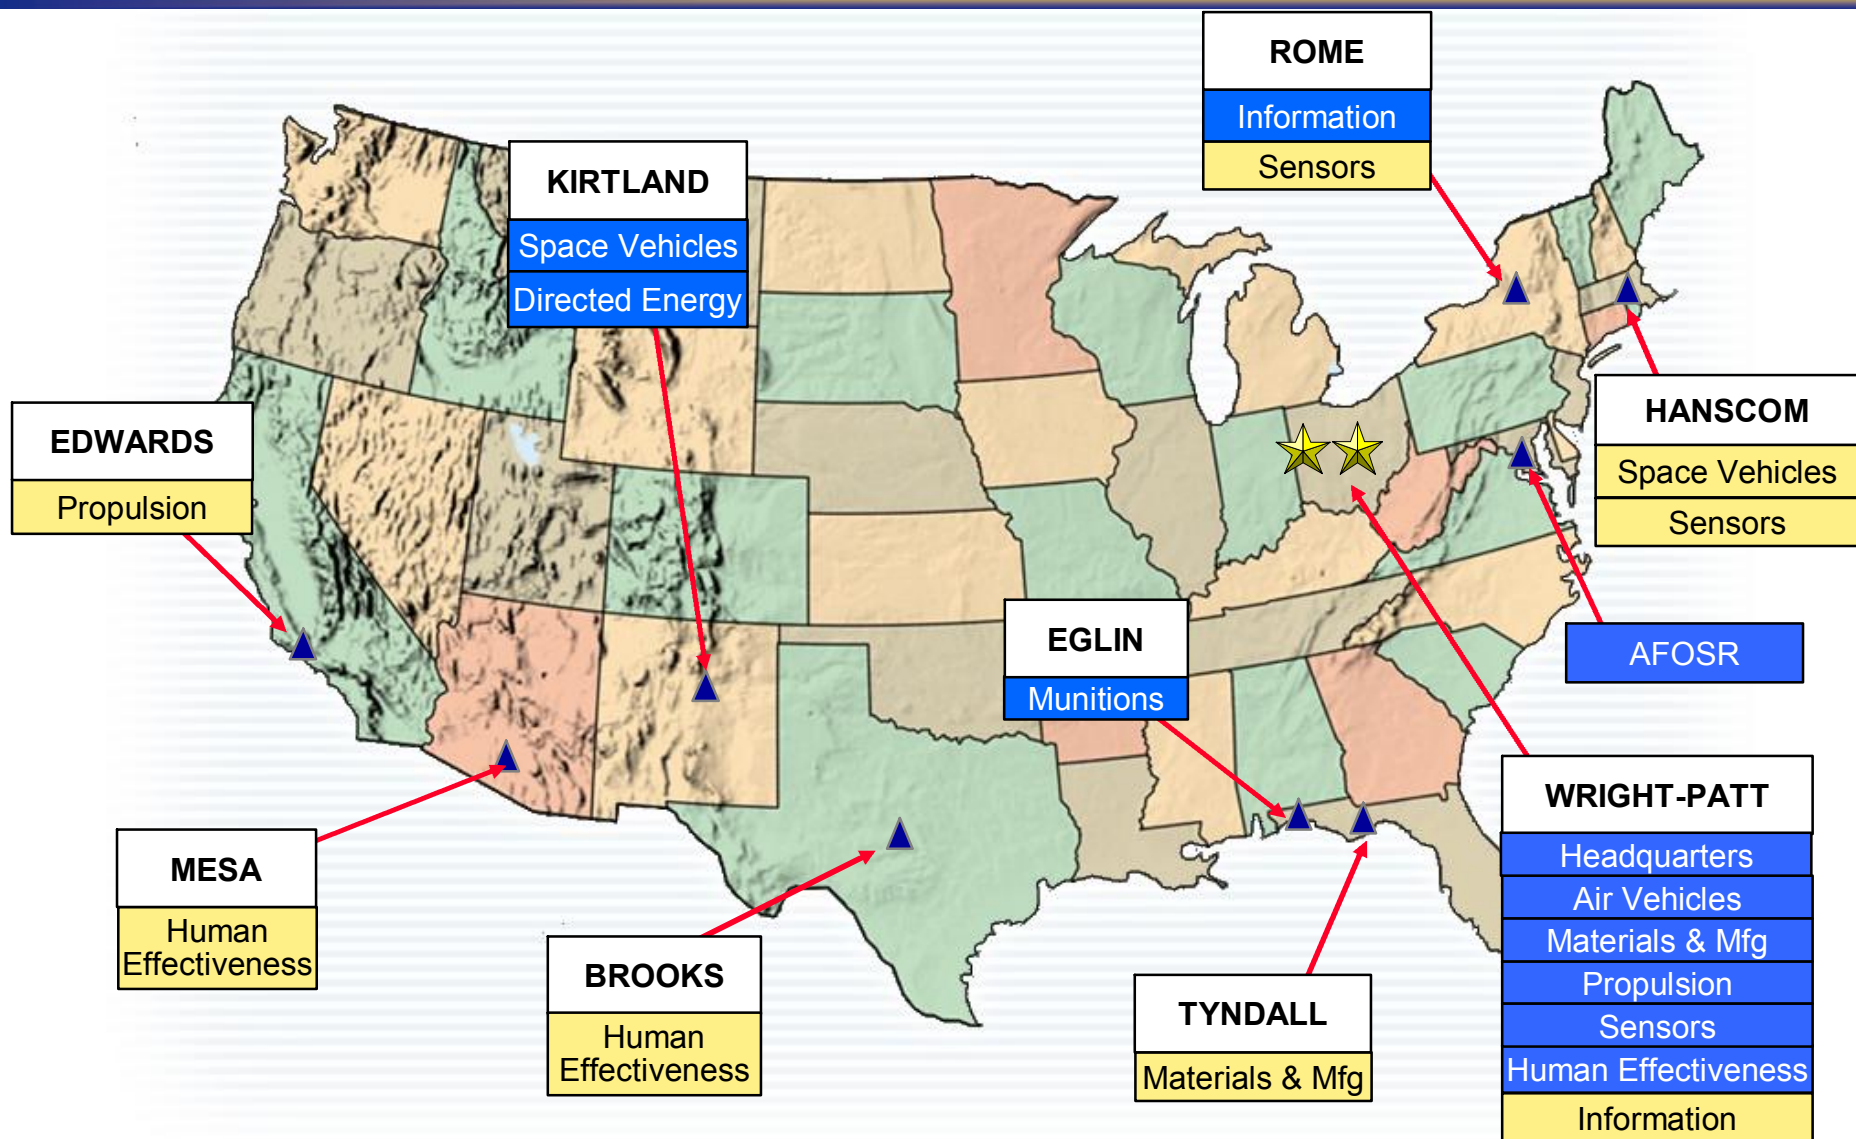 ROME
Information
Sensors
KIRTLAND
Space Vehicles
Directed Energy
EDWARDS
Propulsion
HANSCOM
Space Vehicles
Sensors
EGLIN
Munitions
AFOSR
MESA
Human
Effectiveness
BROOKS
Human
Effectiveness
TYNDALL
Materials & Mfg
WRIGHT-PATT
Headquarters
Air Vehicles
Materials & Mfg
Propulsion
Sensors
Human Effectiveness
Information